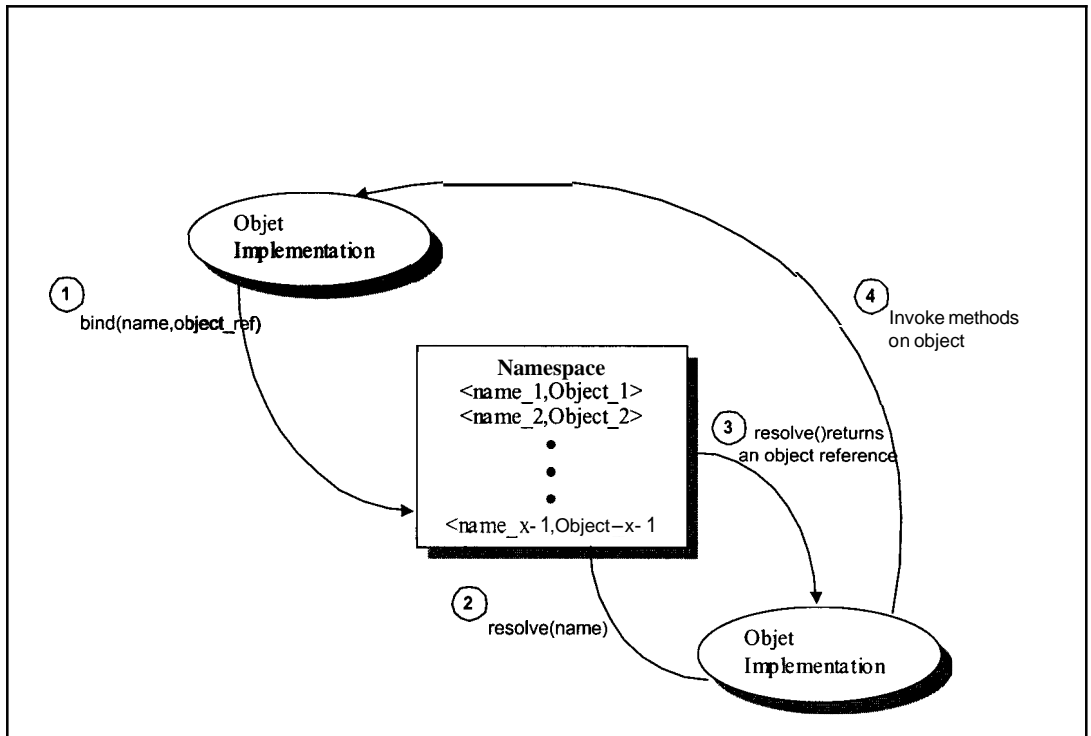 Objet
Implementation
1
bind(name,object_ref)
4
Invoke methods
on object
Namespace
<name_1,Object_1>
<name_2,Object_2>
•
•
•
<name_x-1,Object–x-1
3 resolve()returns
an object reference
2
resolve(name)
Objet
Implementation